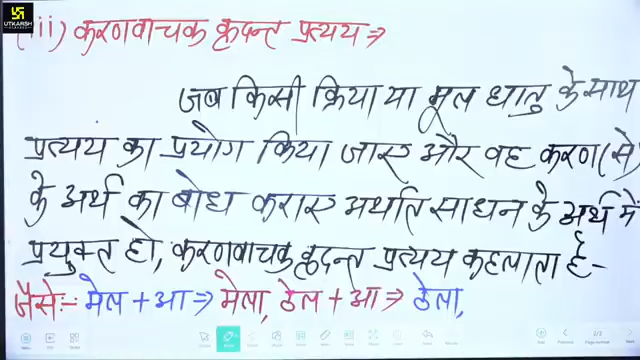 UTKARSH
(iii) करणवाचक कृदन्त प्रत्यय ⇒
जब किसी क्रिया या मूल धातु के साथ
प्रत्यय का प्रयोग किया जाए और वह करण (से)
के अर्थ का बोध कराए अर्थात साधन के अर्थ में
प्रयुक्त हो, करणवाचक कृदन्त प्रत्यय कहलाता है-
जैसे:- मेल + आ ⇒ मेला, ठेल + आ ⇒ ठेला,